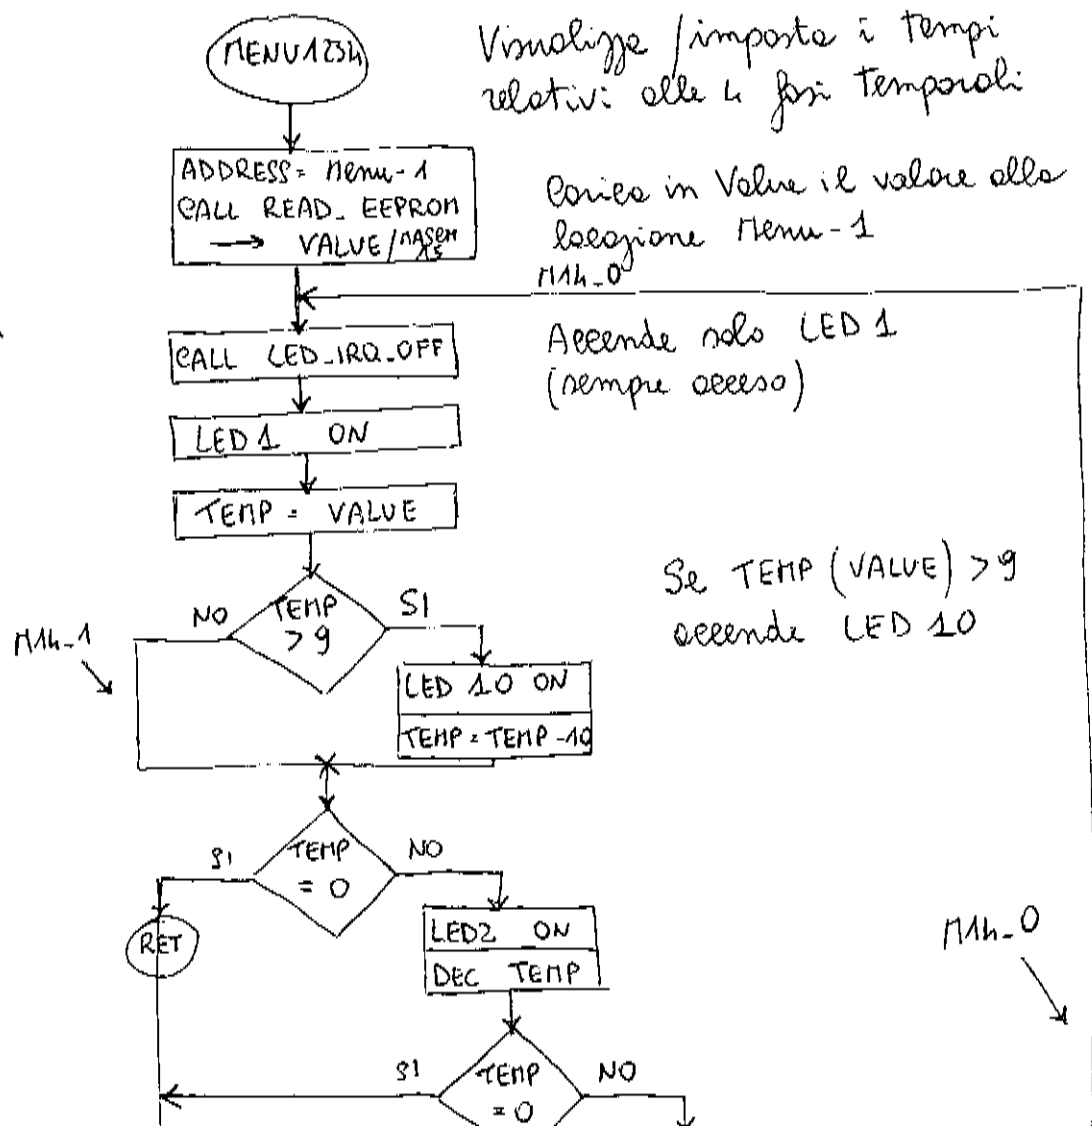 MENU1234
Visualizza / imposta i tempi
relativi alle 4 fasi temporali
ADDRESS = Menu-1
CALL READ_EEPROM
→ VALUE /
Carica in Value il valore alla
locazione Menu-1
M14_0
CALL LED_IRQ_OFF
Accende solo LED 1
(sempre acceso)
LED 1 ON
TEMP = VALUE
Se TEMP (VALUE) > 9
accende LED 10
NO
TEMP
> 9
SI
M14_1
LED 10 ON
TEMP = TEMP -10
SI
TEMP
= 0
NO
RET
LED2 ON
DEC TEMP
M14_0
SI
TEMP
= 0
NO